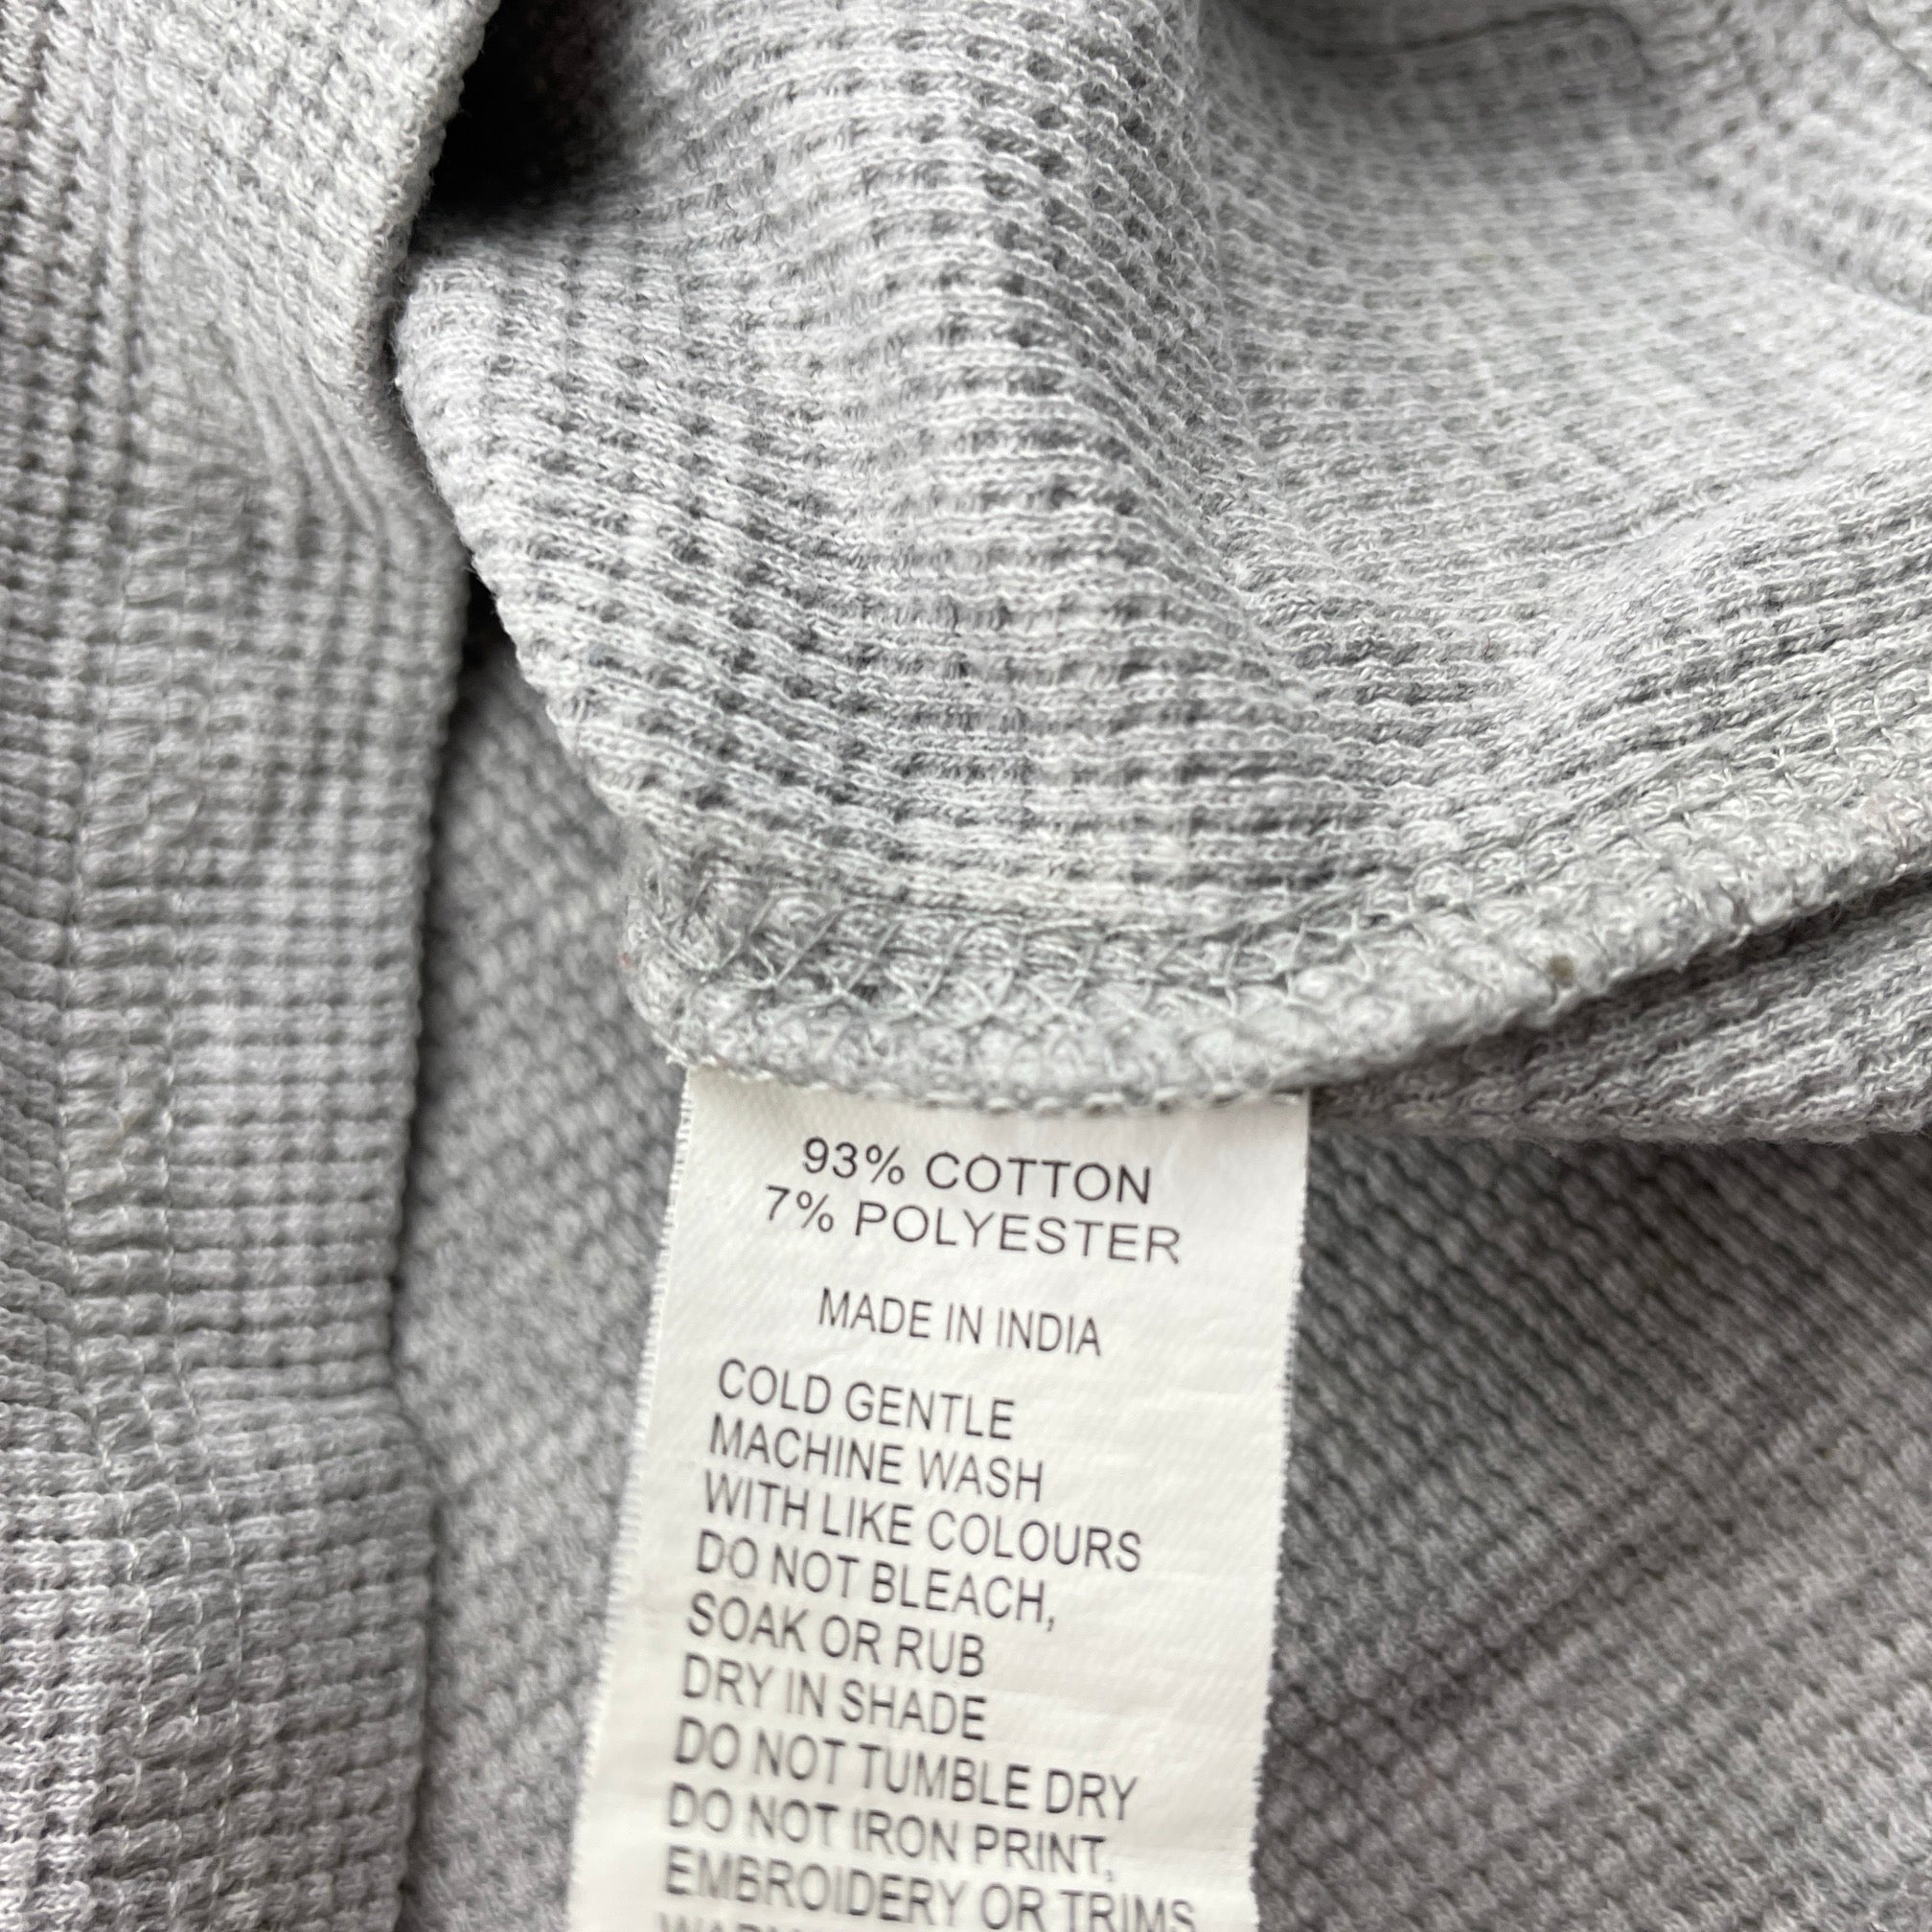 93% COTTON
7% POLYESTER
MADE IN INDIA
COLD GENTLE
MACHINE WASH
WITH LIKE COLOURS
DO NOT BLEACH,
SOAK OR RUB
DRY IN SHADE
DO NOT TUMBLE DRY
DO NOT IRON PRINT,
EMBROIDERY OR TRIMS